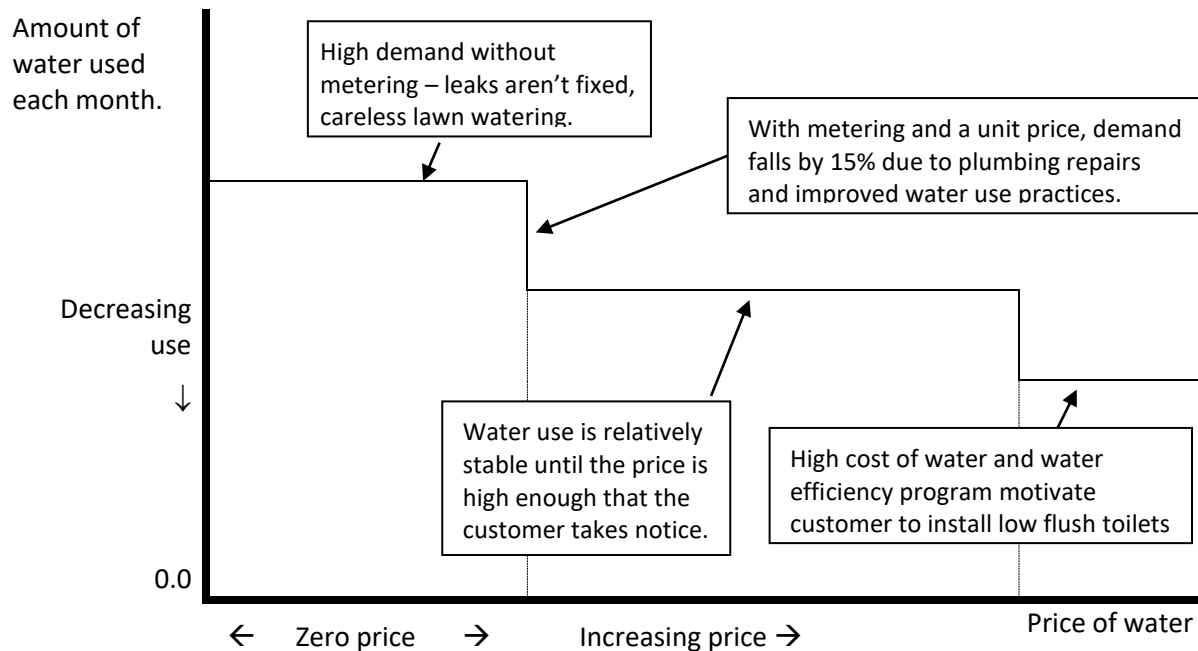 Amount of
water used
each month.
High demand without
metering – leaks aren’t fixed,
careless lawn watering.
With metering and a unit price, demand
falls by 15% due to plumbing repairs
and improved water use practices.
Decreasing
use
↓
Water use is relatively
stable until the price is
high enough that the
customer takes notice.
High cost of water and water
efficiency program motivate
customer to install low flush toilets
0.0
Price of water
← Zero price → Increasing price →